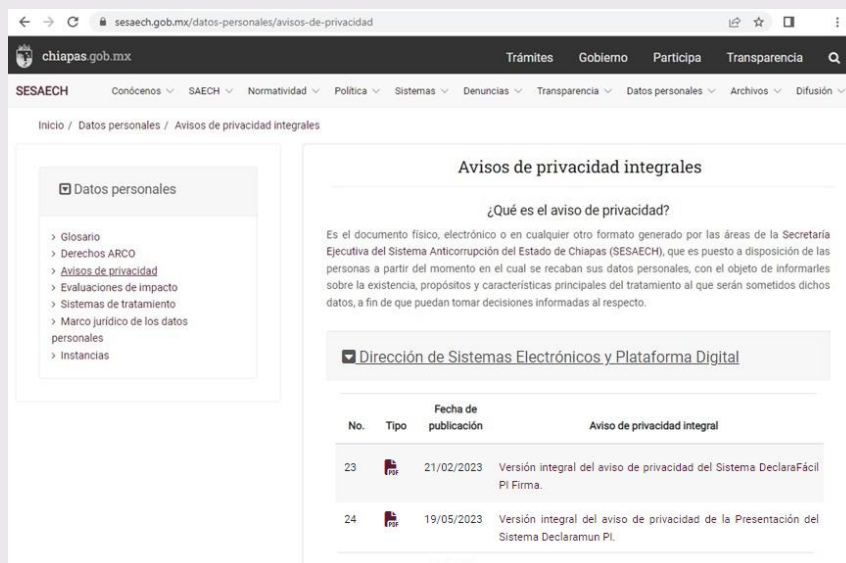 sesaech.gob.mx/datos-personales/avisos-de-privacidad
chiapas.gob.mx
Trámites Gobierno Participa Transparencia
SESAECH Conócenos SAECH Normatividad Política Sistemas Denuncias Transparencia Datos personales Archivos Difusión
Inicio / Datos personales / Avisos de privacidad integrales
Datos personales
> Glosario
> Derechos ARCO
> Avisos de privacidad
> Evaluaciones de impacto
> Sistemas de tratamiento
> Marco jurídico de los datos
personales
> Instancias
Avisos de privacidad integrales
¿Qué es el aviso de privacidad?
Es el documento físico, electrónico o en cualquier otro formato generado por las áreas de la Secretaría
Ejecutiva del Sistema Anticorrupción del Estado de Chiapas (SESAECH), que es puesto a disposición de las
personas a partir del momento en el cual se recaban sus datos personales, con el objeto de informarles
sobre la existencia, propósitos y características principales del tratamiento al que serán sometidos dichos
datos, a fin de que puedan tomar decisiones informadas al respecto.
Dirección de Sistemas Electrónicos y Plataforma Digital
No. Tipo Fecha de
publicación Aviso de privacidad integral
23 PDF 21/02/2023 Versión integral del aviso de privacidad del Sistema DeclaraFácil
PI Firma.
24 PDF 19/05/2023 Versión integral del aviso de privacidad de la Presentación del
Sistema Declaramun PI.